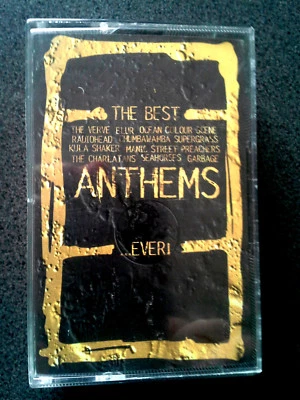 THE BEST
THE VERVE BLUR OCEAN COLOUR SCENE
RADIOHEAD CHUMBAWAMBA SUPERGRASS
KULA SHAKER MANIC STREET PREACHERS
THE CHARLATANS SEAHORSES GARBAGE
ANTHEMS
...EVER!